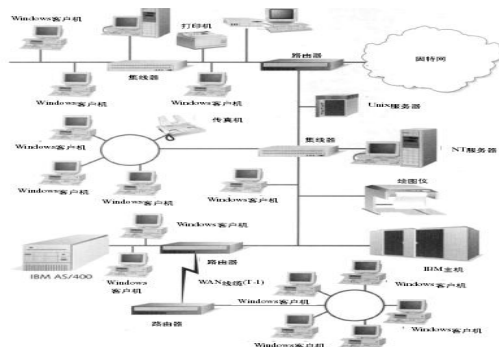 Windows客户机
打印机
路由器
因特网
集线器
Windows客户机
Windows客户机
Unix服务器
传真机
集线器
Windows客户机
NT服务器
Windows客户机
Windows客户机
Windows客户机
绘图仪
Windows客户机
IBM AS/400
Windows
客户机
路由器
IBM主机
WAN线缆(T-1)
Windows客户机
Windows客户机
路由器
Windows客户机
Windows客户机